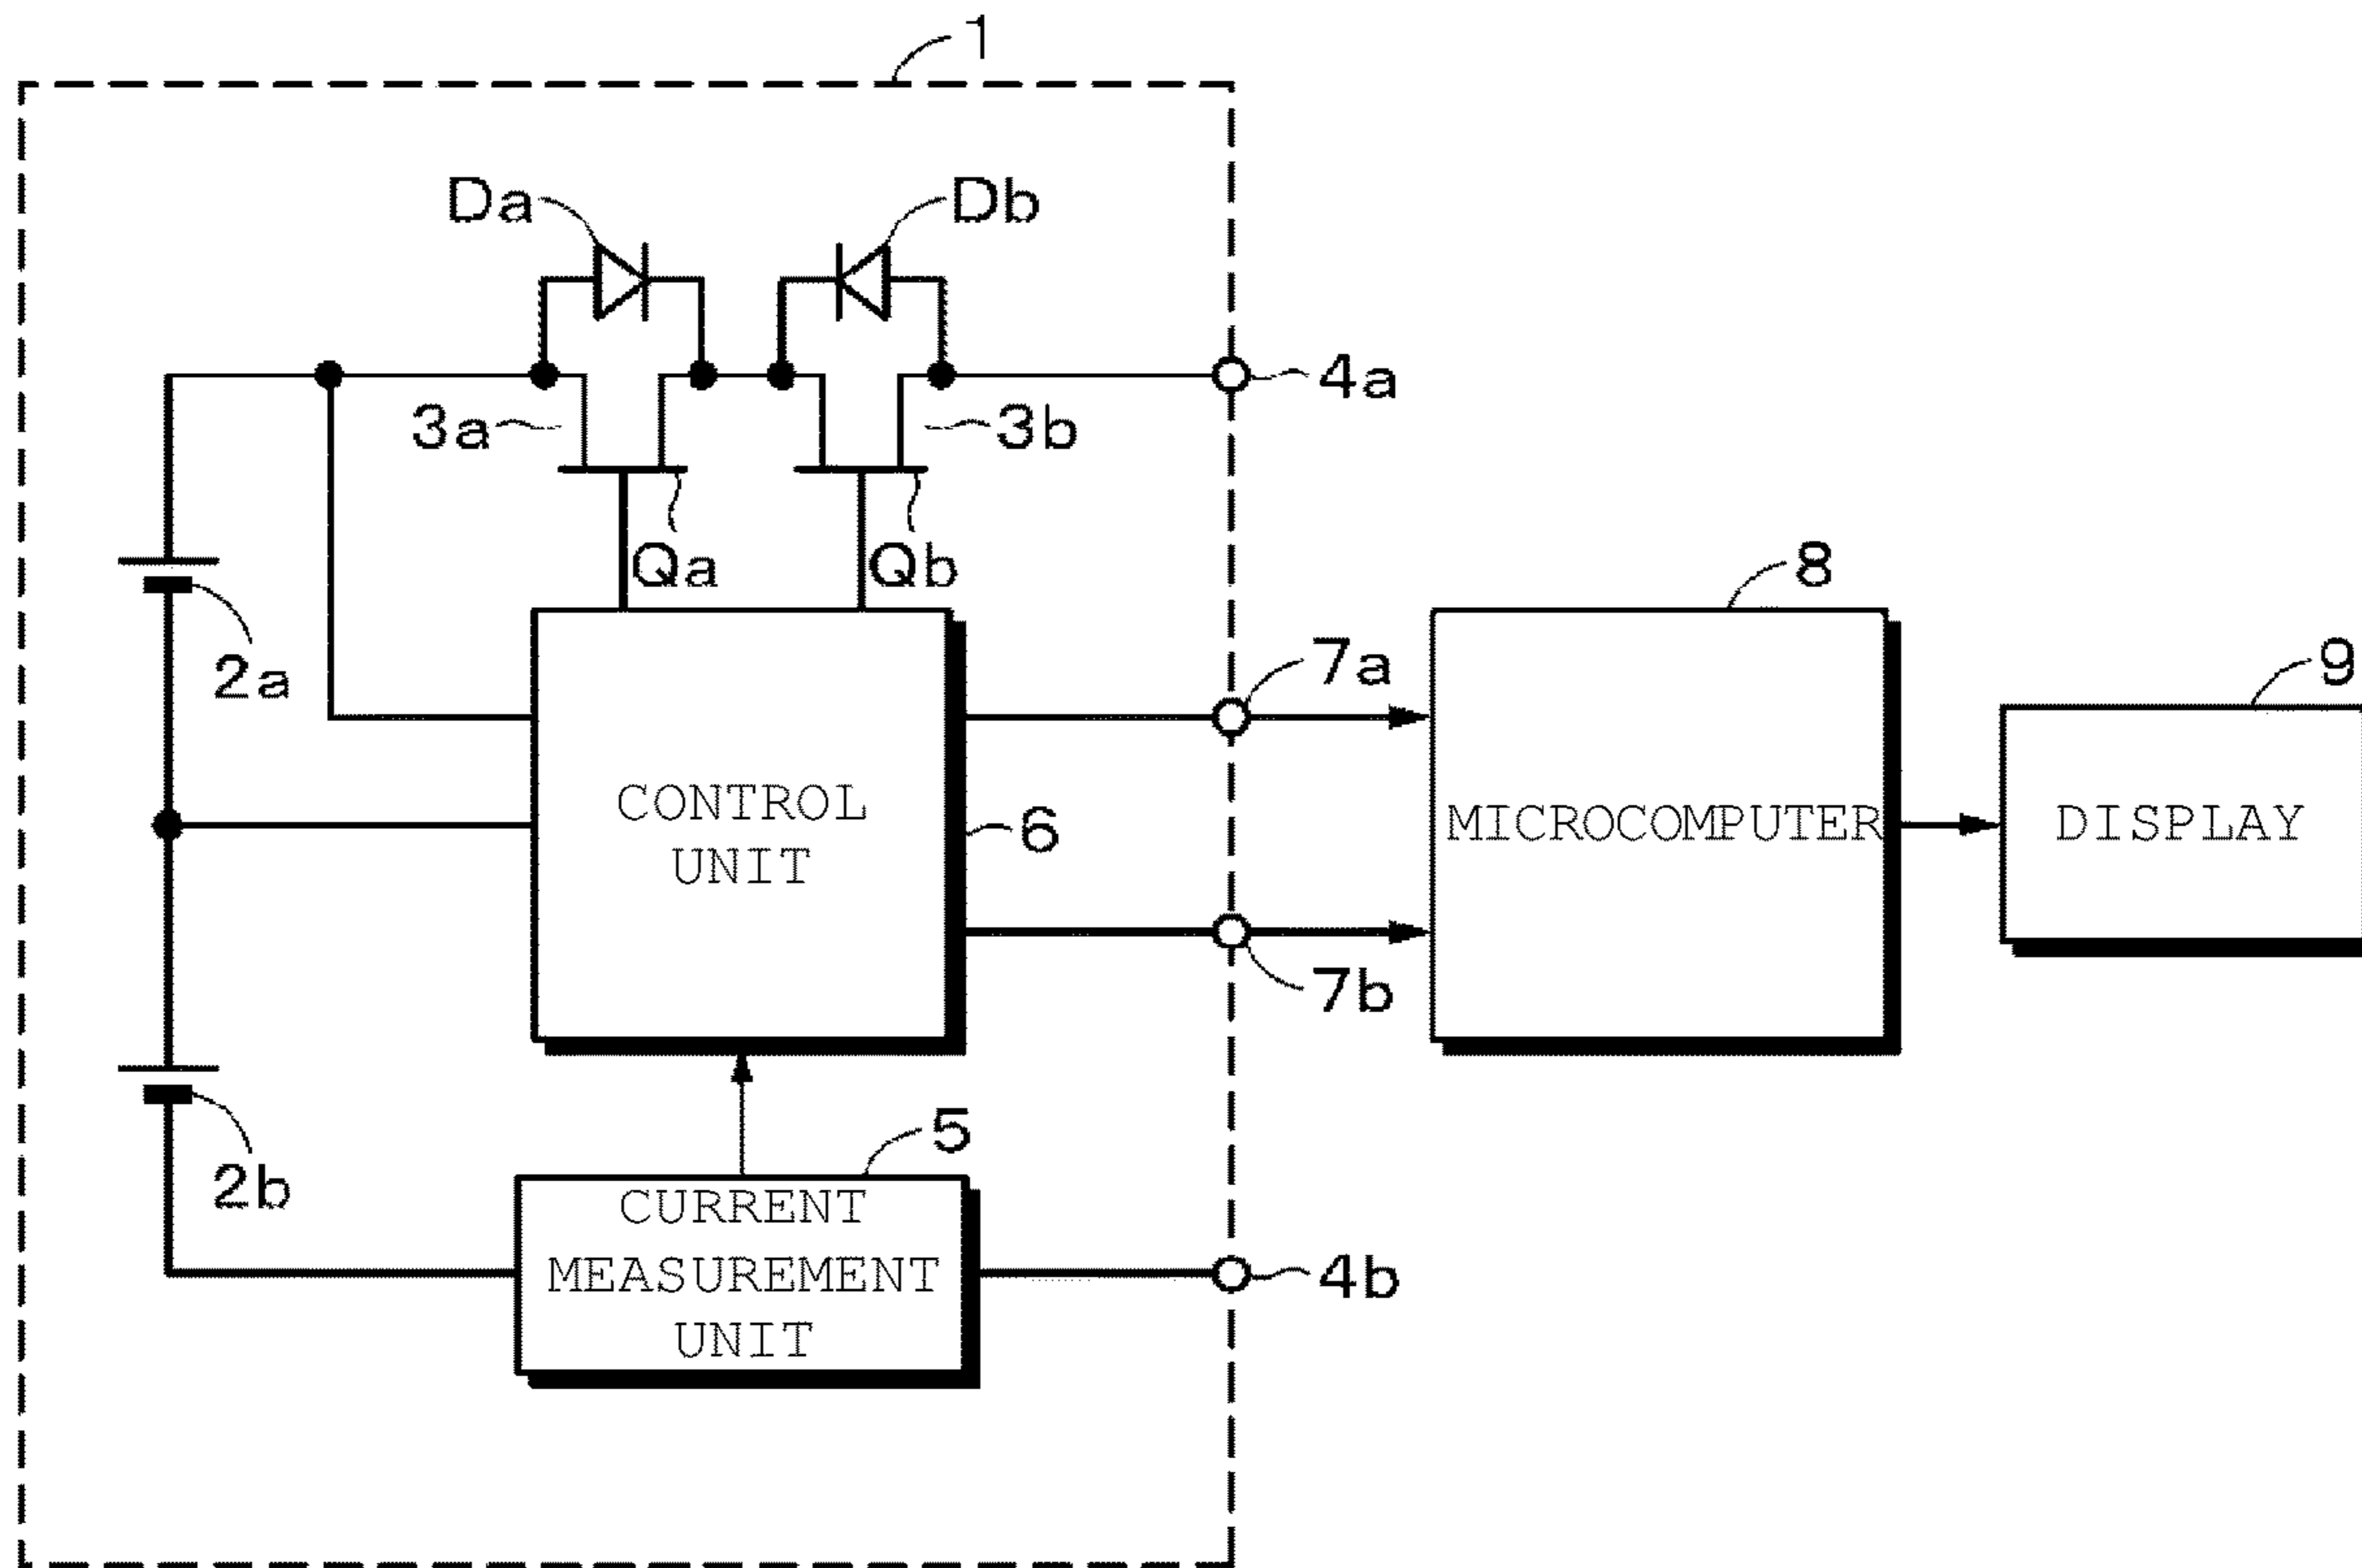 1
Da
Db
4a
3a
3b
Qa
Qb
8
2a
7a
9
CONTROL
UNIT
6
MICROCOMPUTER
DISPLAY
7b
5
2b
CURRENT
MEASUREMENT
UNIT
4b